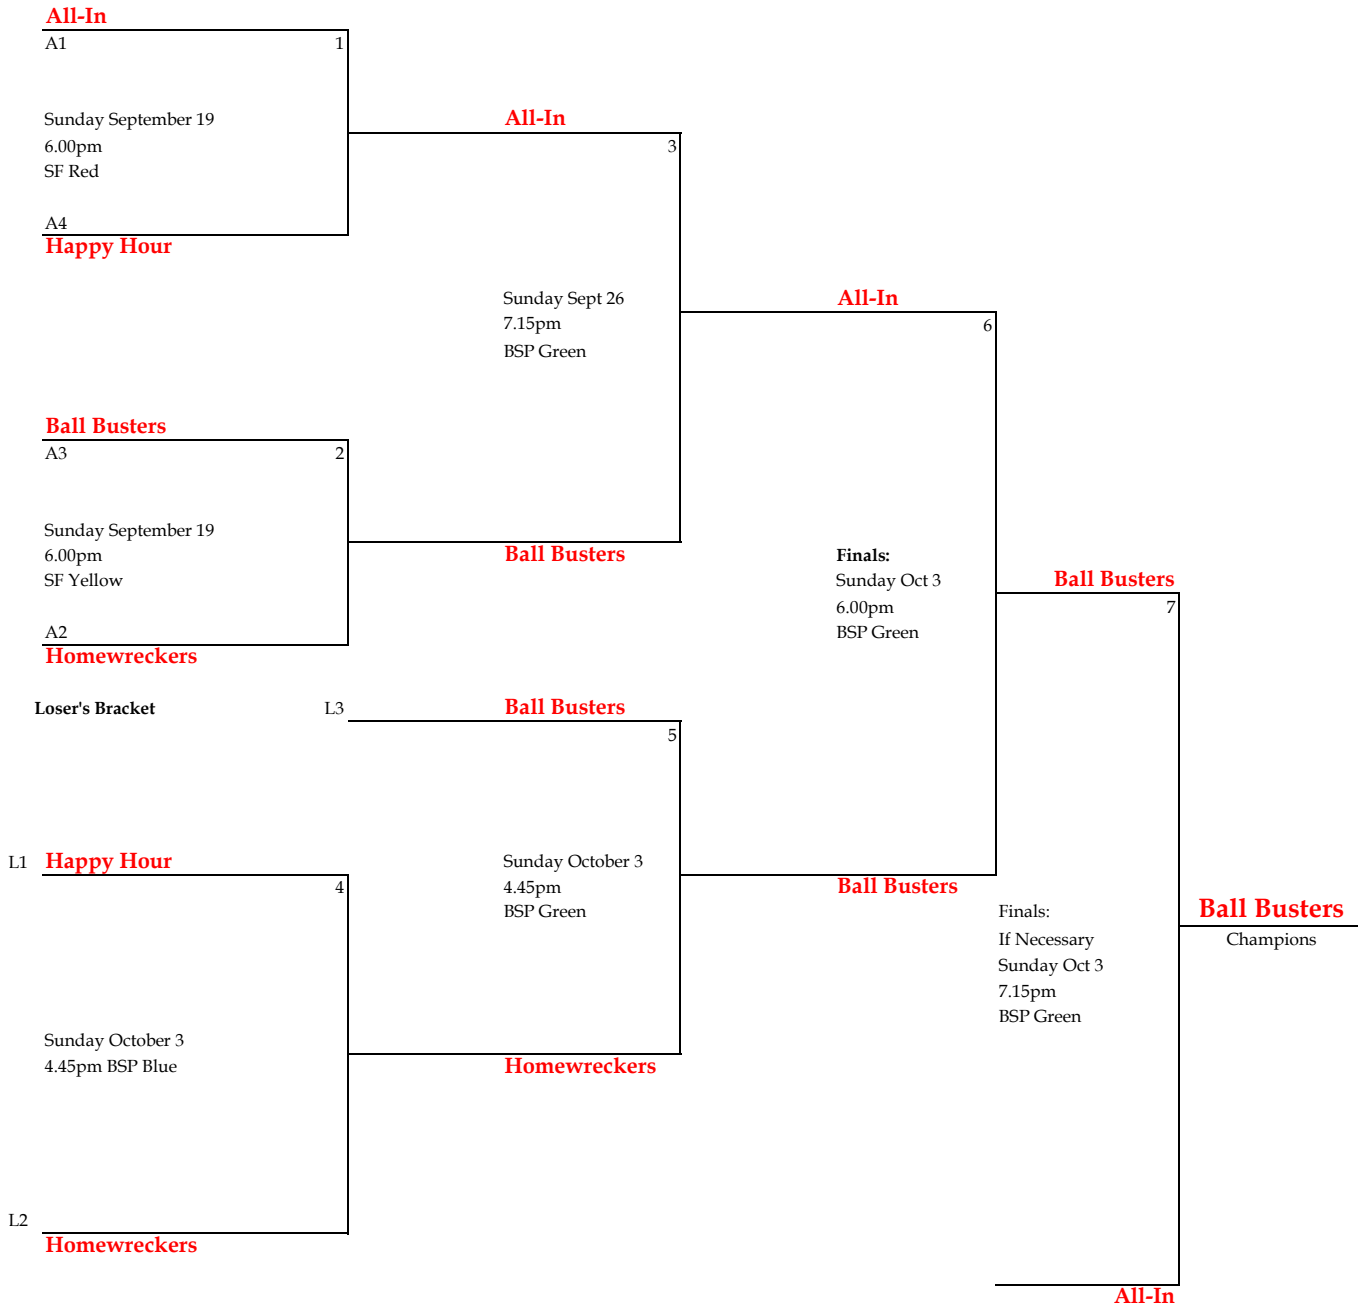 All-In
A1 1
Sunday September 19
6.00pm
SF Red
A4
Happy Hour
All-In
3
Sunday Sept 26
7.15pm
BSP Green
All-In
6
Ball Busters
A3 2
Sunday September 19
6.00pm
SF Yellow
A2
Homewreckers
Ball Busters
Finals:
Sunday Oct 3
6.00pm
BSP Green
Ball Busters
7
Loser's Bracket L3 Ball Busters
5
L1 Happy Hour
4
Sunday October 3
4.45pm
BSP Green
Ball Busters
Finals:
If Necessary
Sunday Oct 3
7.15pm
BSP Green
Ball Busters
Champions
Sunday October 3
4.45pm BSP Blue
Homewreckers
L2
Homewreckers
All-In